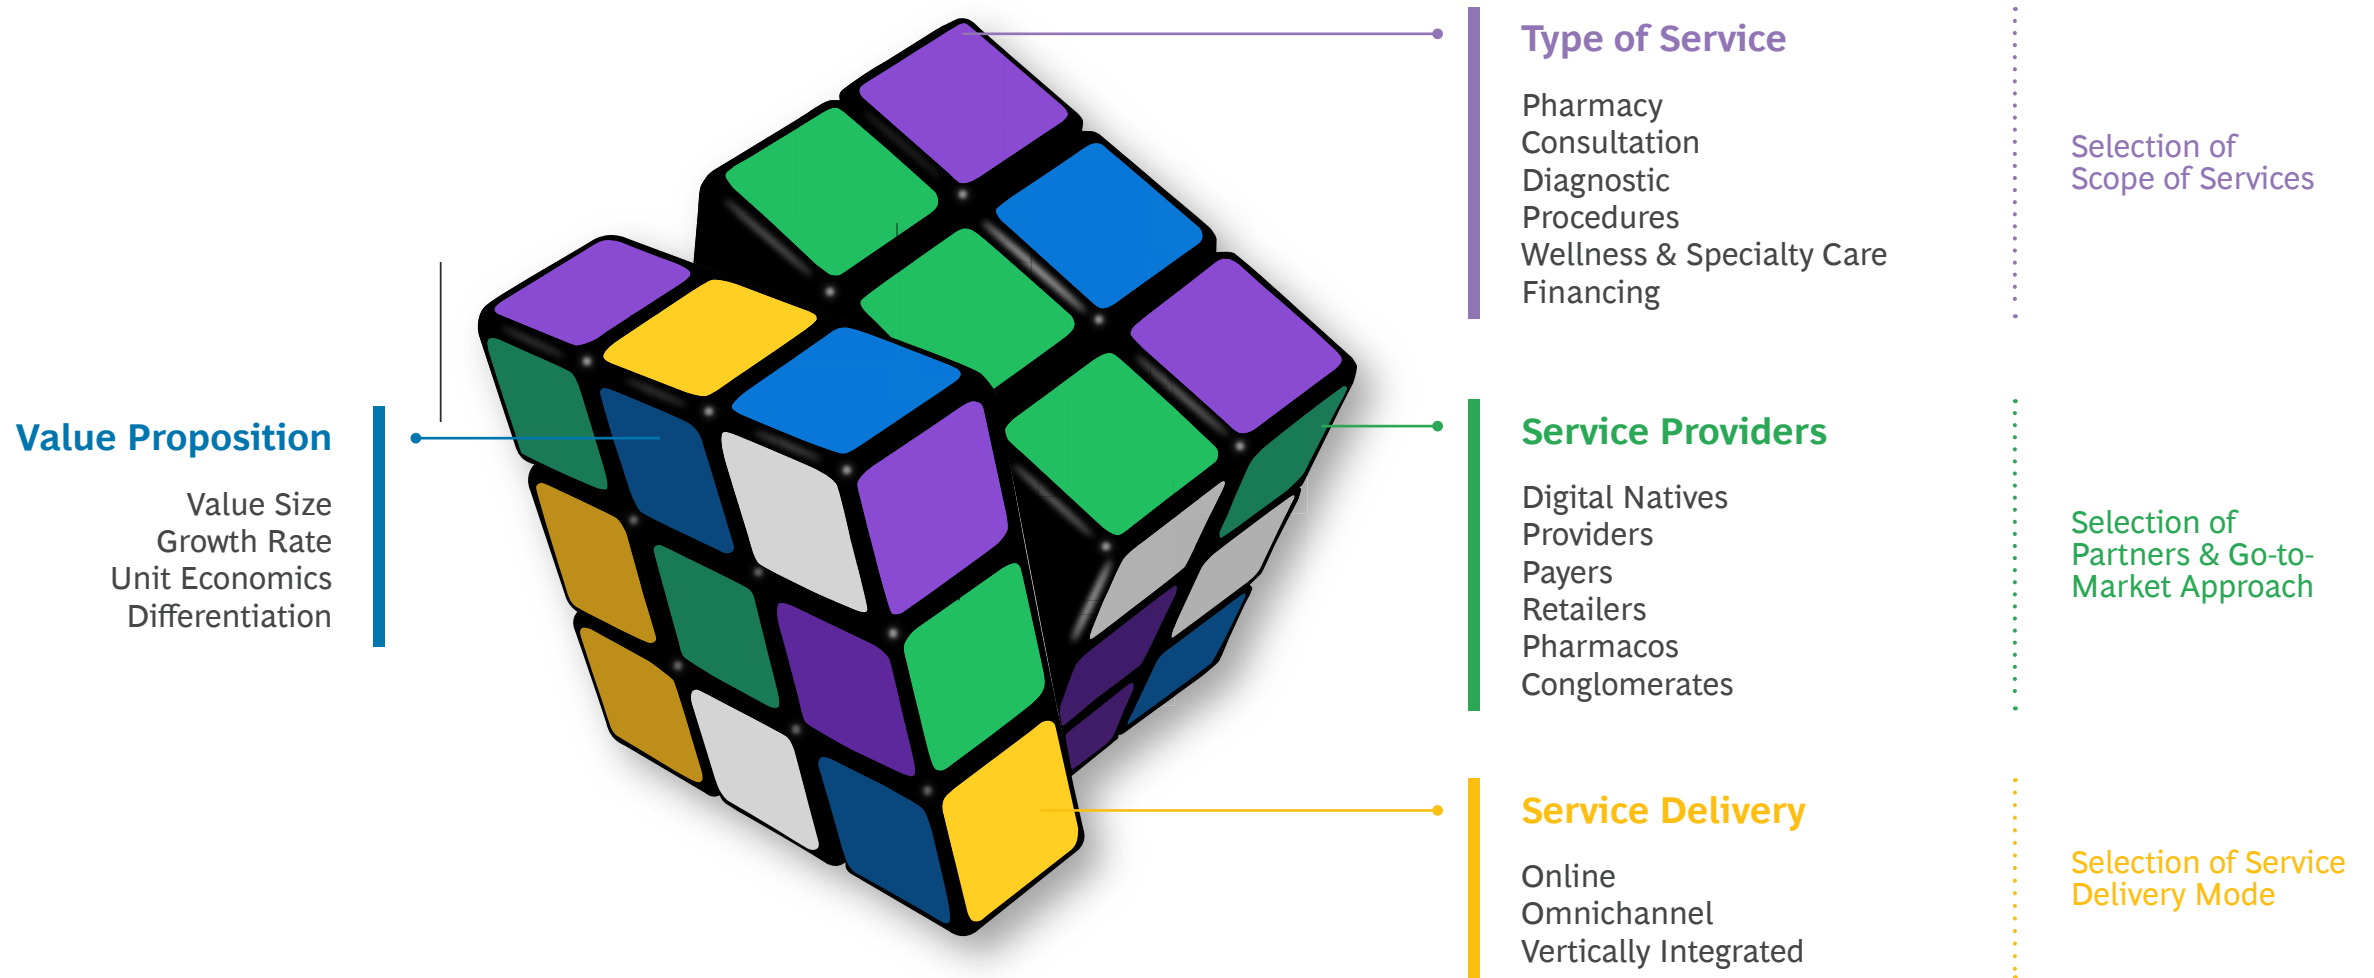 Value Proposition
Value Size
Growth Rate
Unit Economics
Differentiation
Type of Service
Pharmacy
Consultation
Diagnostic
Procedures
Wellness & Specialty Care
Financing
Selection of
Scope of Services
Service Providers
Digital Natives
Providers
Payers
Retailers
Pharmacos
Conglomerates
Selection of
Partners & Go-to-
Market Approach
Service Delivery
Online
Omnichannel
Vertically Integrated
Selection of Service
Delivery Mode